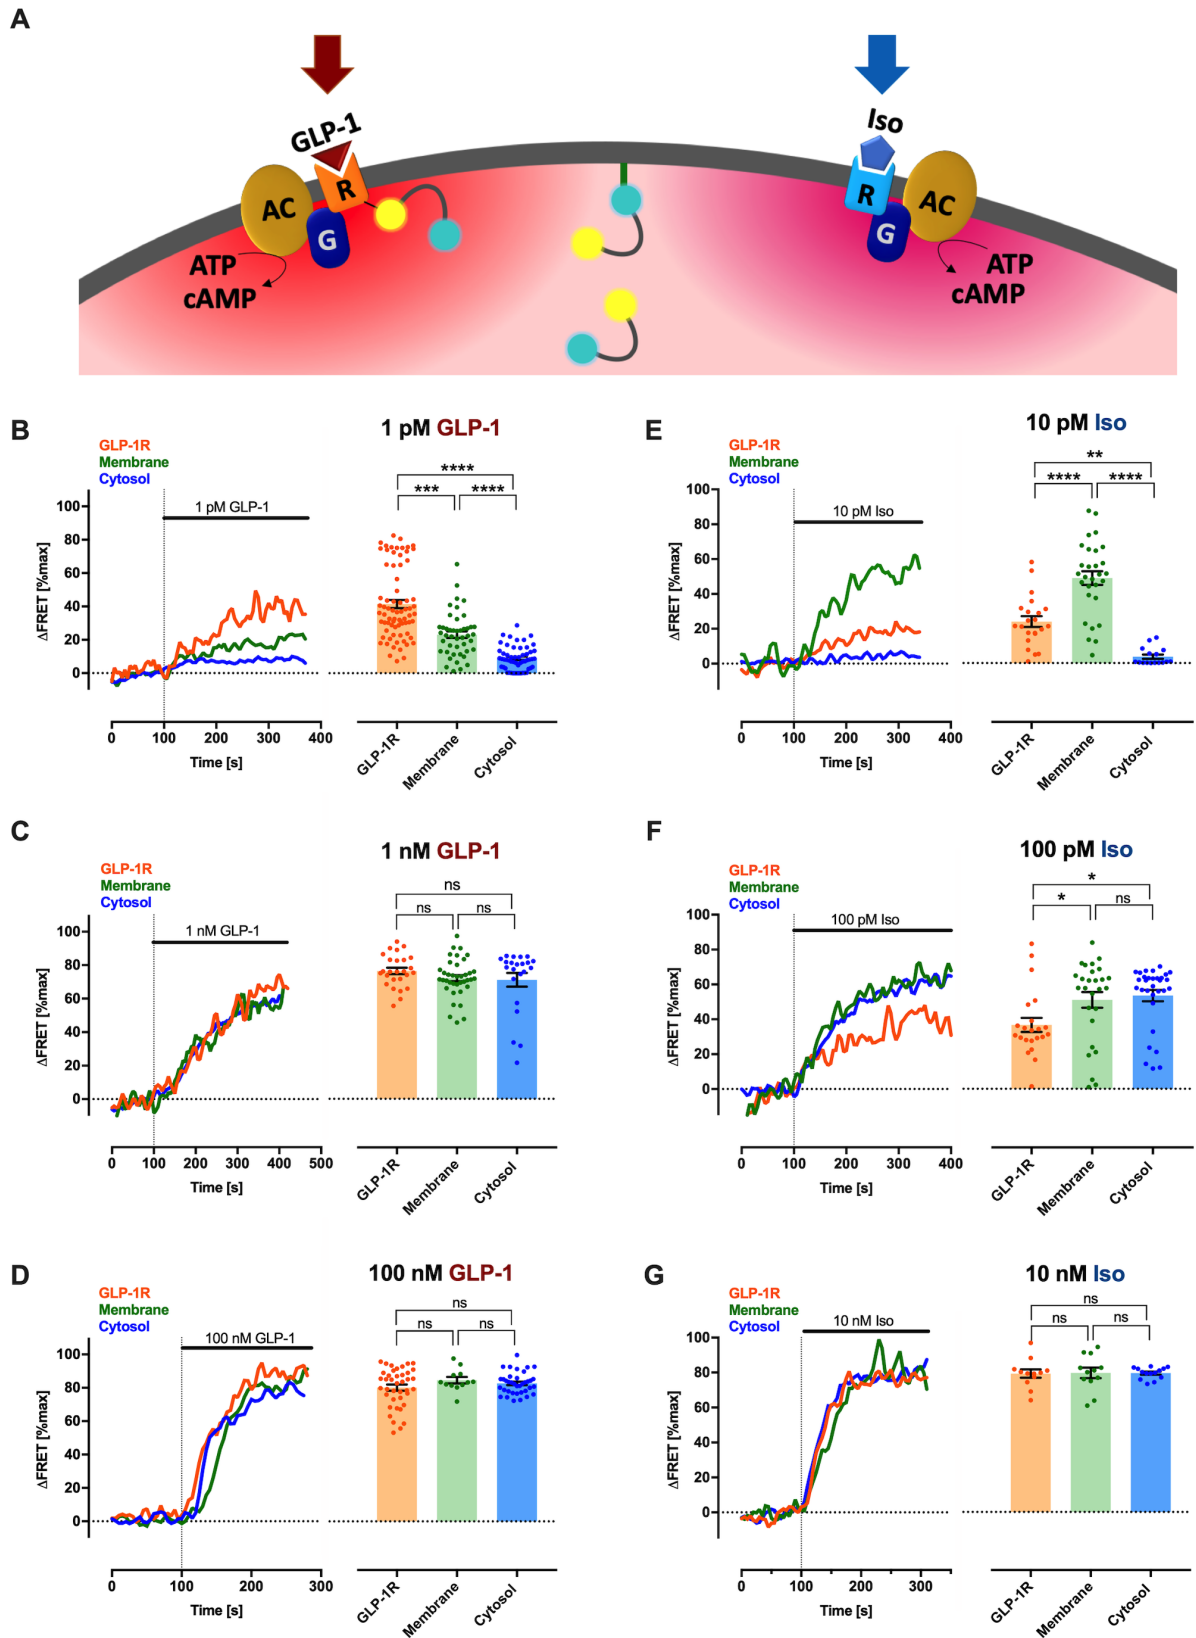 A
GLP-1
Iso
AC
R
G
ATP
cAMP
R
AC
G
ATP
cAMP
B
1 pM GLP-1
GLP-1R
Membrane
Cytosol
1 pM GLP-1
ΔFRET [%max]
100
80
60
40
20
0
0 100 200 300 400
Time [s]
****
*** ****
GLP-1R Membrane Cytosol
E
10 pM Iso
GLP-1R
Membrane
Cytosol
10 pM Iso
ΔFRET [%max]
100
80
60
40
20
0
0 100 200 300 400
Time [s]
**
**** ****
GLP-1R Membrane Cytosol
C
1 nM GLP-1
GLP-1R
Membrane
Cytosol
1 nM GLP-1
ΔFRET [%max]
100
80
60
40
20
0
0 100 200 300 400 500
Time [s]
ns
ns ns
GLP-1R Membrane Cytosol
F
100 pM Iso
GLP-1R
Membrane
Cytosol
100 pM Iso
ΔFRET [%max]
100
80
60
40
20
0
0 100 200 300 400
Time [s]
*
* ns
GLP-1R Membrane Cytosol
D
100 nM GLP-1
GLP-1R
Membrane
Cytosol
100 nM GLP-1
ΔFRET [%max]
100
80
60
40
20
0
0 100 200 300
Time [s]
ns
ns ns
GLP-1R Membrane Cytosol
G
10 nM Iso
GLP-1R
Membrane
Cytosol
10 nM Iso
ΔFRET [%max]
100
80
60
40
20
0
0 100 200 300
Time [s]
ns
ns ns
GLP-1R Membrane Cytosol